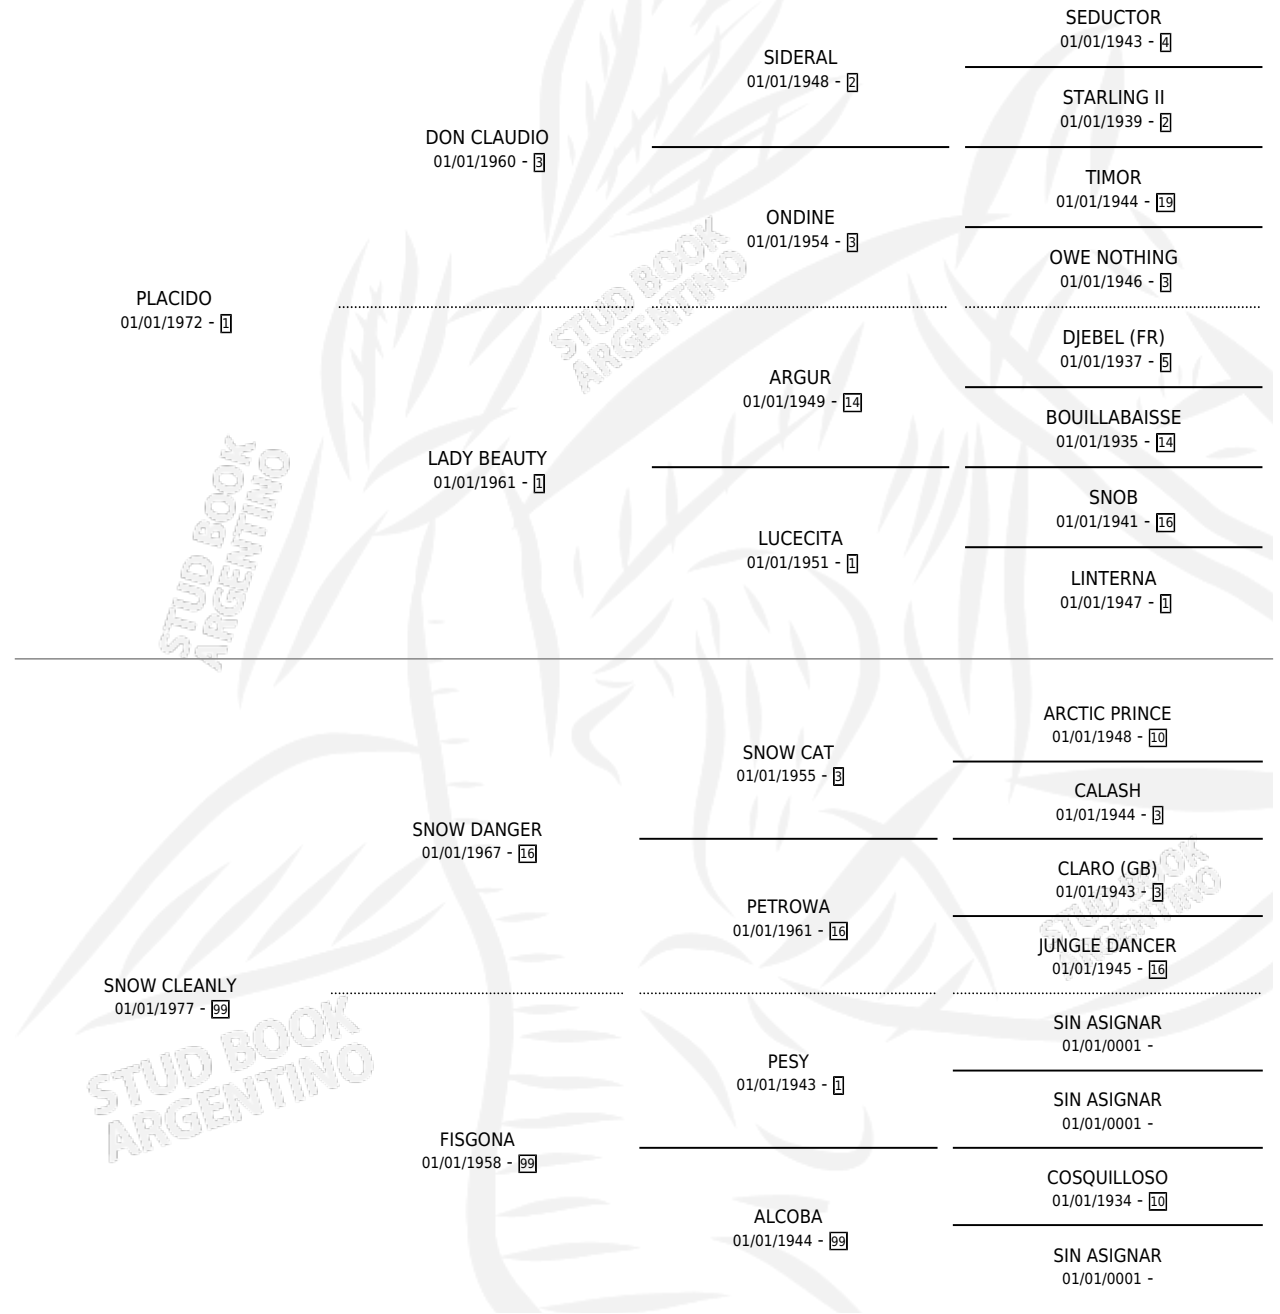 SEDUCTOR
01/01/1943 - 4
SIDERAL
01/01/1948 - 2
STARLING II
01/01/1939 - 2
DON CLAUDIO
01/01/1960 - 3
TIMOR
01/01/1944 - 19
ONDINE
01/01/1954 - 3
OWE NOTHING
01/01/1946 - 3
PLACIDO
01/01/1972 - 1
DJEBEL (FR)
01/01/1937 - 5
ARGUR
01/01/1949 - 14
BOUILLABAISSE
01/01/1935 - 14
LADY BEAUTY
01/01/1961 - 1
SNOB
01/01/1941 - 16
LUCECITA
01/01/1951 - 1
LINTERNA
01/01/1947 - 1
STUD BOOK
ARGENTINO
STUD BOOK
ARGENTINO
ARCTIC PRINCE
01/01/1948 - 10
SNOW CAT
01/01/1955 - 3
CALASH
01/01/1944 - 3
SNOW DANGER
01/01/1967 - 16
CLARO (GB)
01/01/1943 - 3
PETROWA
01/01/1961 - 16
JUNGLE DANCER
01/01/1945 - 16
SNOW CLEANLY
01/01/1977 - 99
SIN ASIGNAR
01/01/0001 -
PESY
01/01/1943 - 1
SIN ASIGNAR
01/01/0001 -
FISGONA
01/01/1958 - 99
COSQUILLOSO
01/01/1934 - 10
ALCOBA
01/01/1944 - 99
SIN ASIGNAR
01/01/0001 -
STUD BOOK
ARGENTINO
STUD BOOK
ARGENTINO